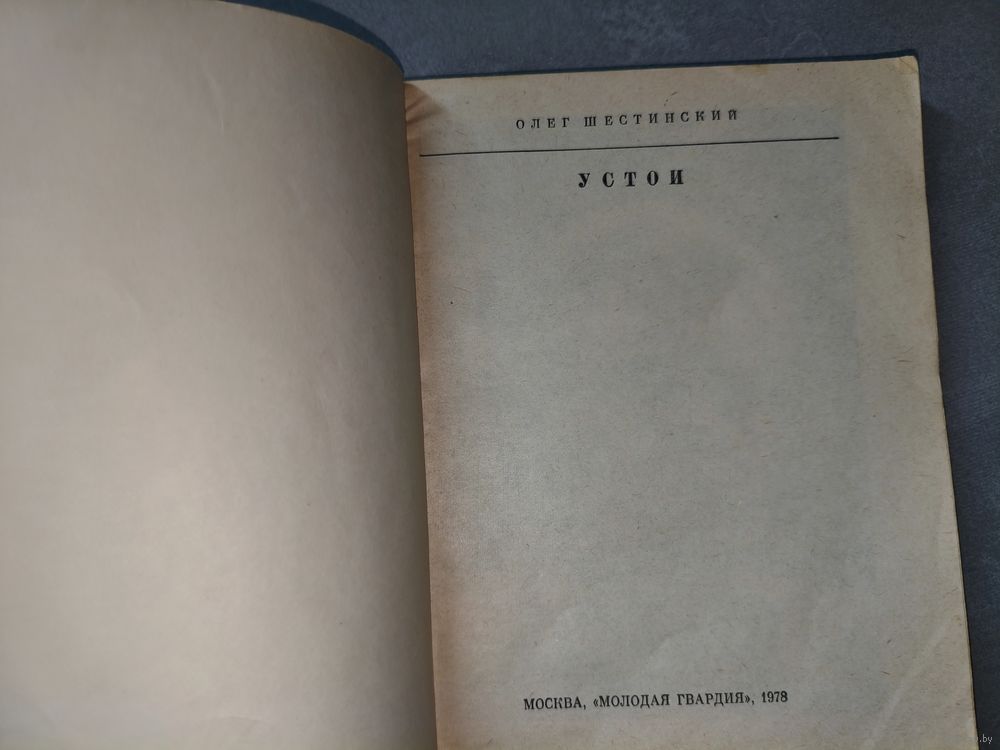 ОЛЕГ ШЕСТИНСКИЙ
УСТОИ
МОСКВА, «МОЛОДАЯ ГВАРДИЯ», 1978